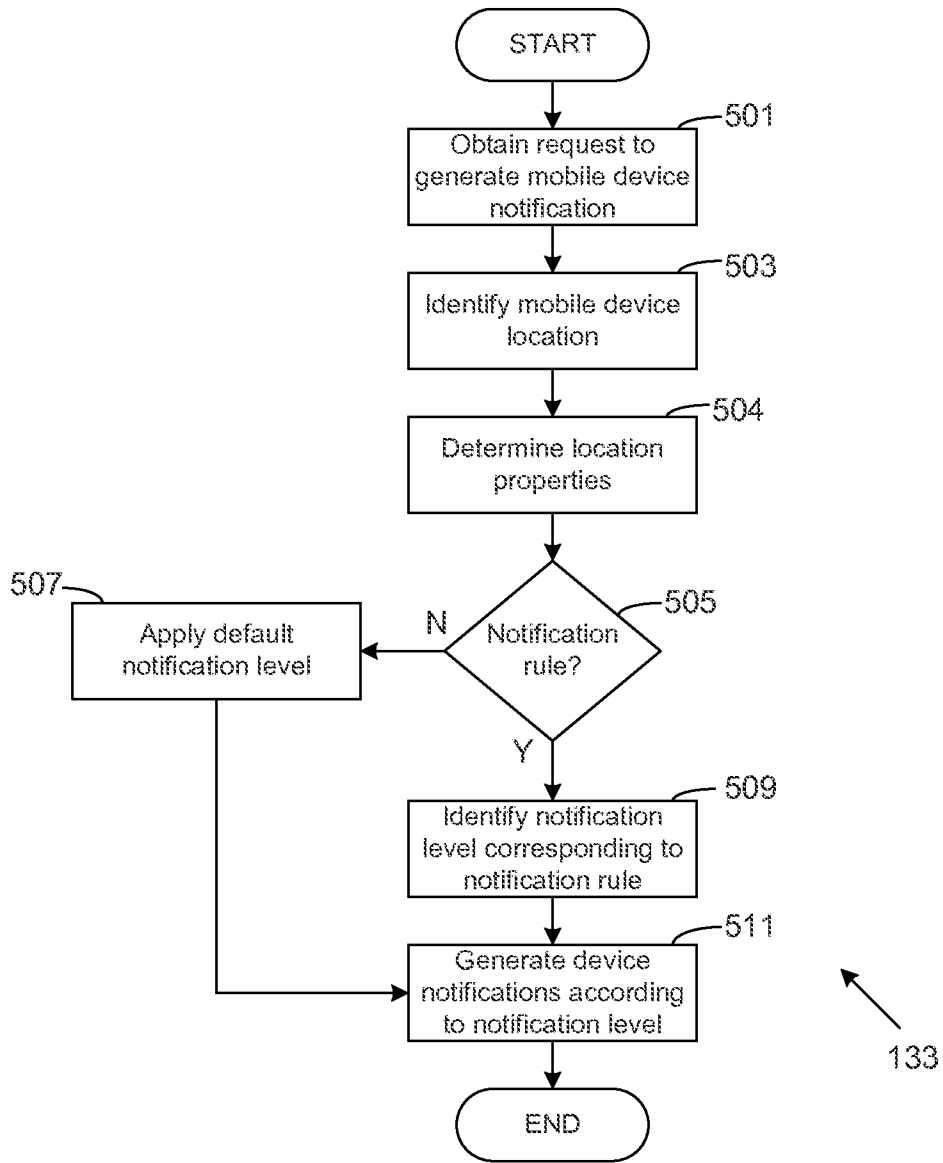 START
501
Obtain request to
generate mobile device
notification
503
Identify mobile device
location
504
Determine location
properties
507
Apply default
notification level
N
505
Notification
rule?
Y
509
Identify notification
level corresponding to
notification rule
511
Generate device
notifications according
to notification level
133
END